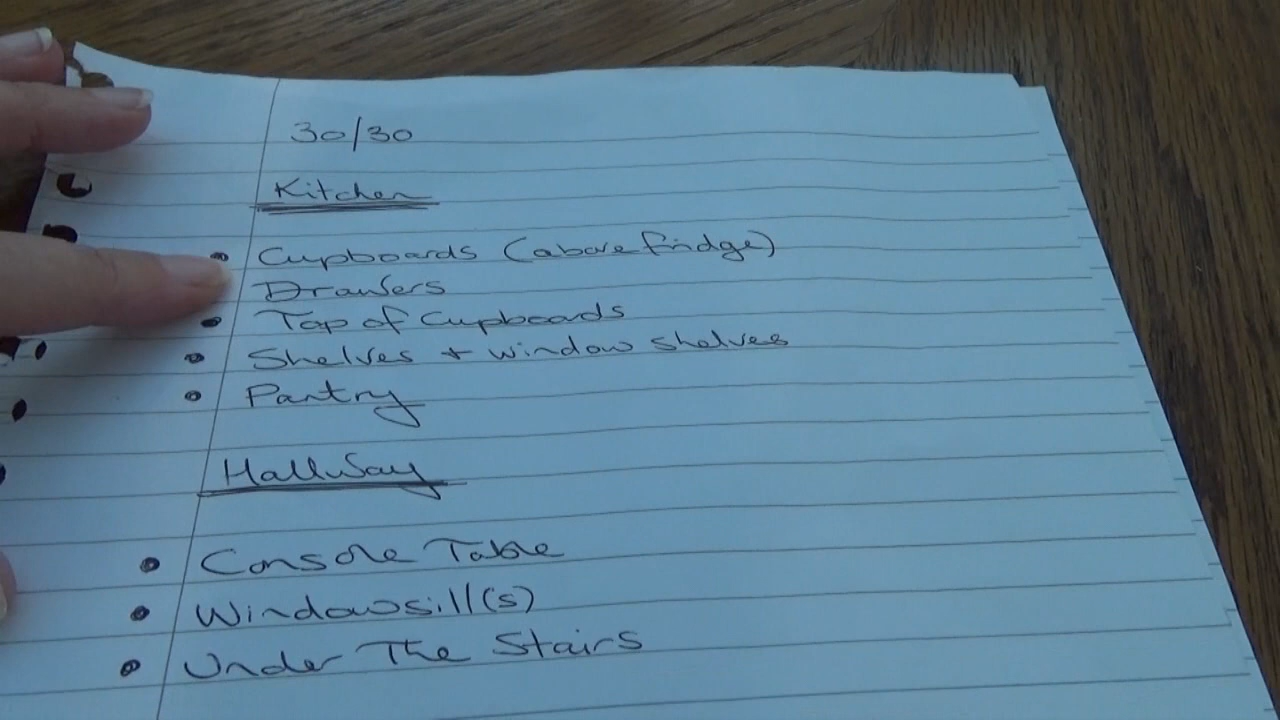 30/30
Kitchen
• Cupboards (above fridge)
Drawers
• Top of Cupboards
• Shelves + window shelves
• Pantry
Hallway
• Console Table
• Windowsill(s)
• Under The Stairs